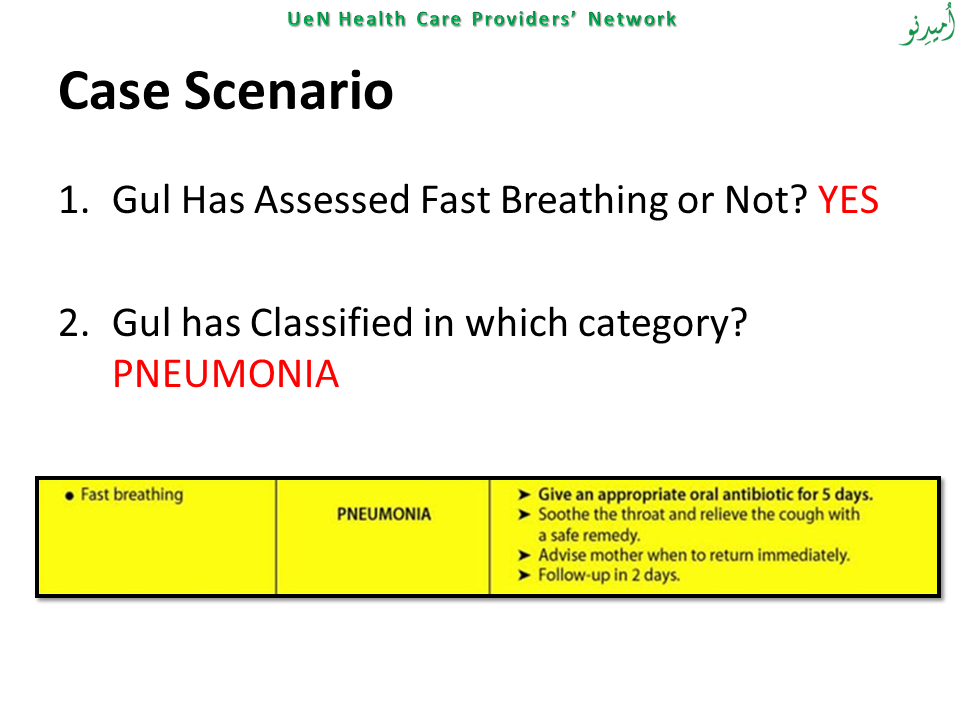 UeN Health Care Providers’ Network
اُميدِنو
Case Scenario
1. Gul Has Assessed Fast Breathing or Not? YES
2. Gul has Classified in which category?
PNEUMONIA
● Fast breathing
PNEUMONIA
➤ Give an appropriate oral antibiotic for 5 days.
➤ Soothe the throat and relieve the cough with
a safe remedy.
➤ Advise mother when to return immediately.
➤ Follow-up in 2 days.